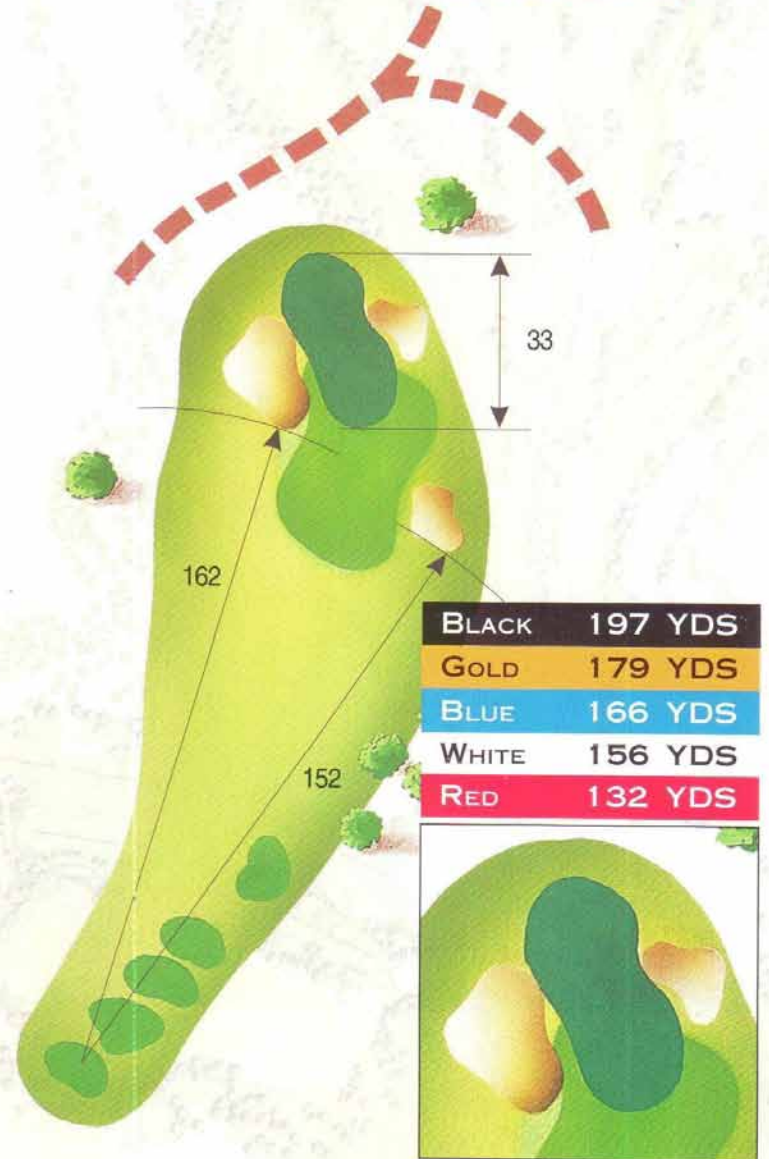 33
162
152
BLACK 197 YDS
GOLD 179 YDS
BLUE 166 YDS
WHITE 156 YDS
RED 132 YDS